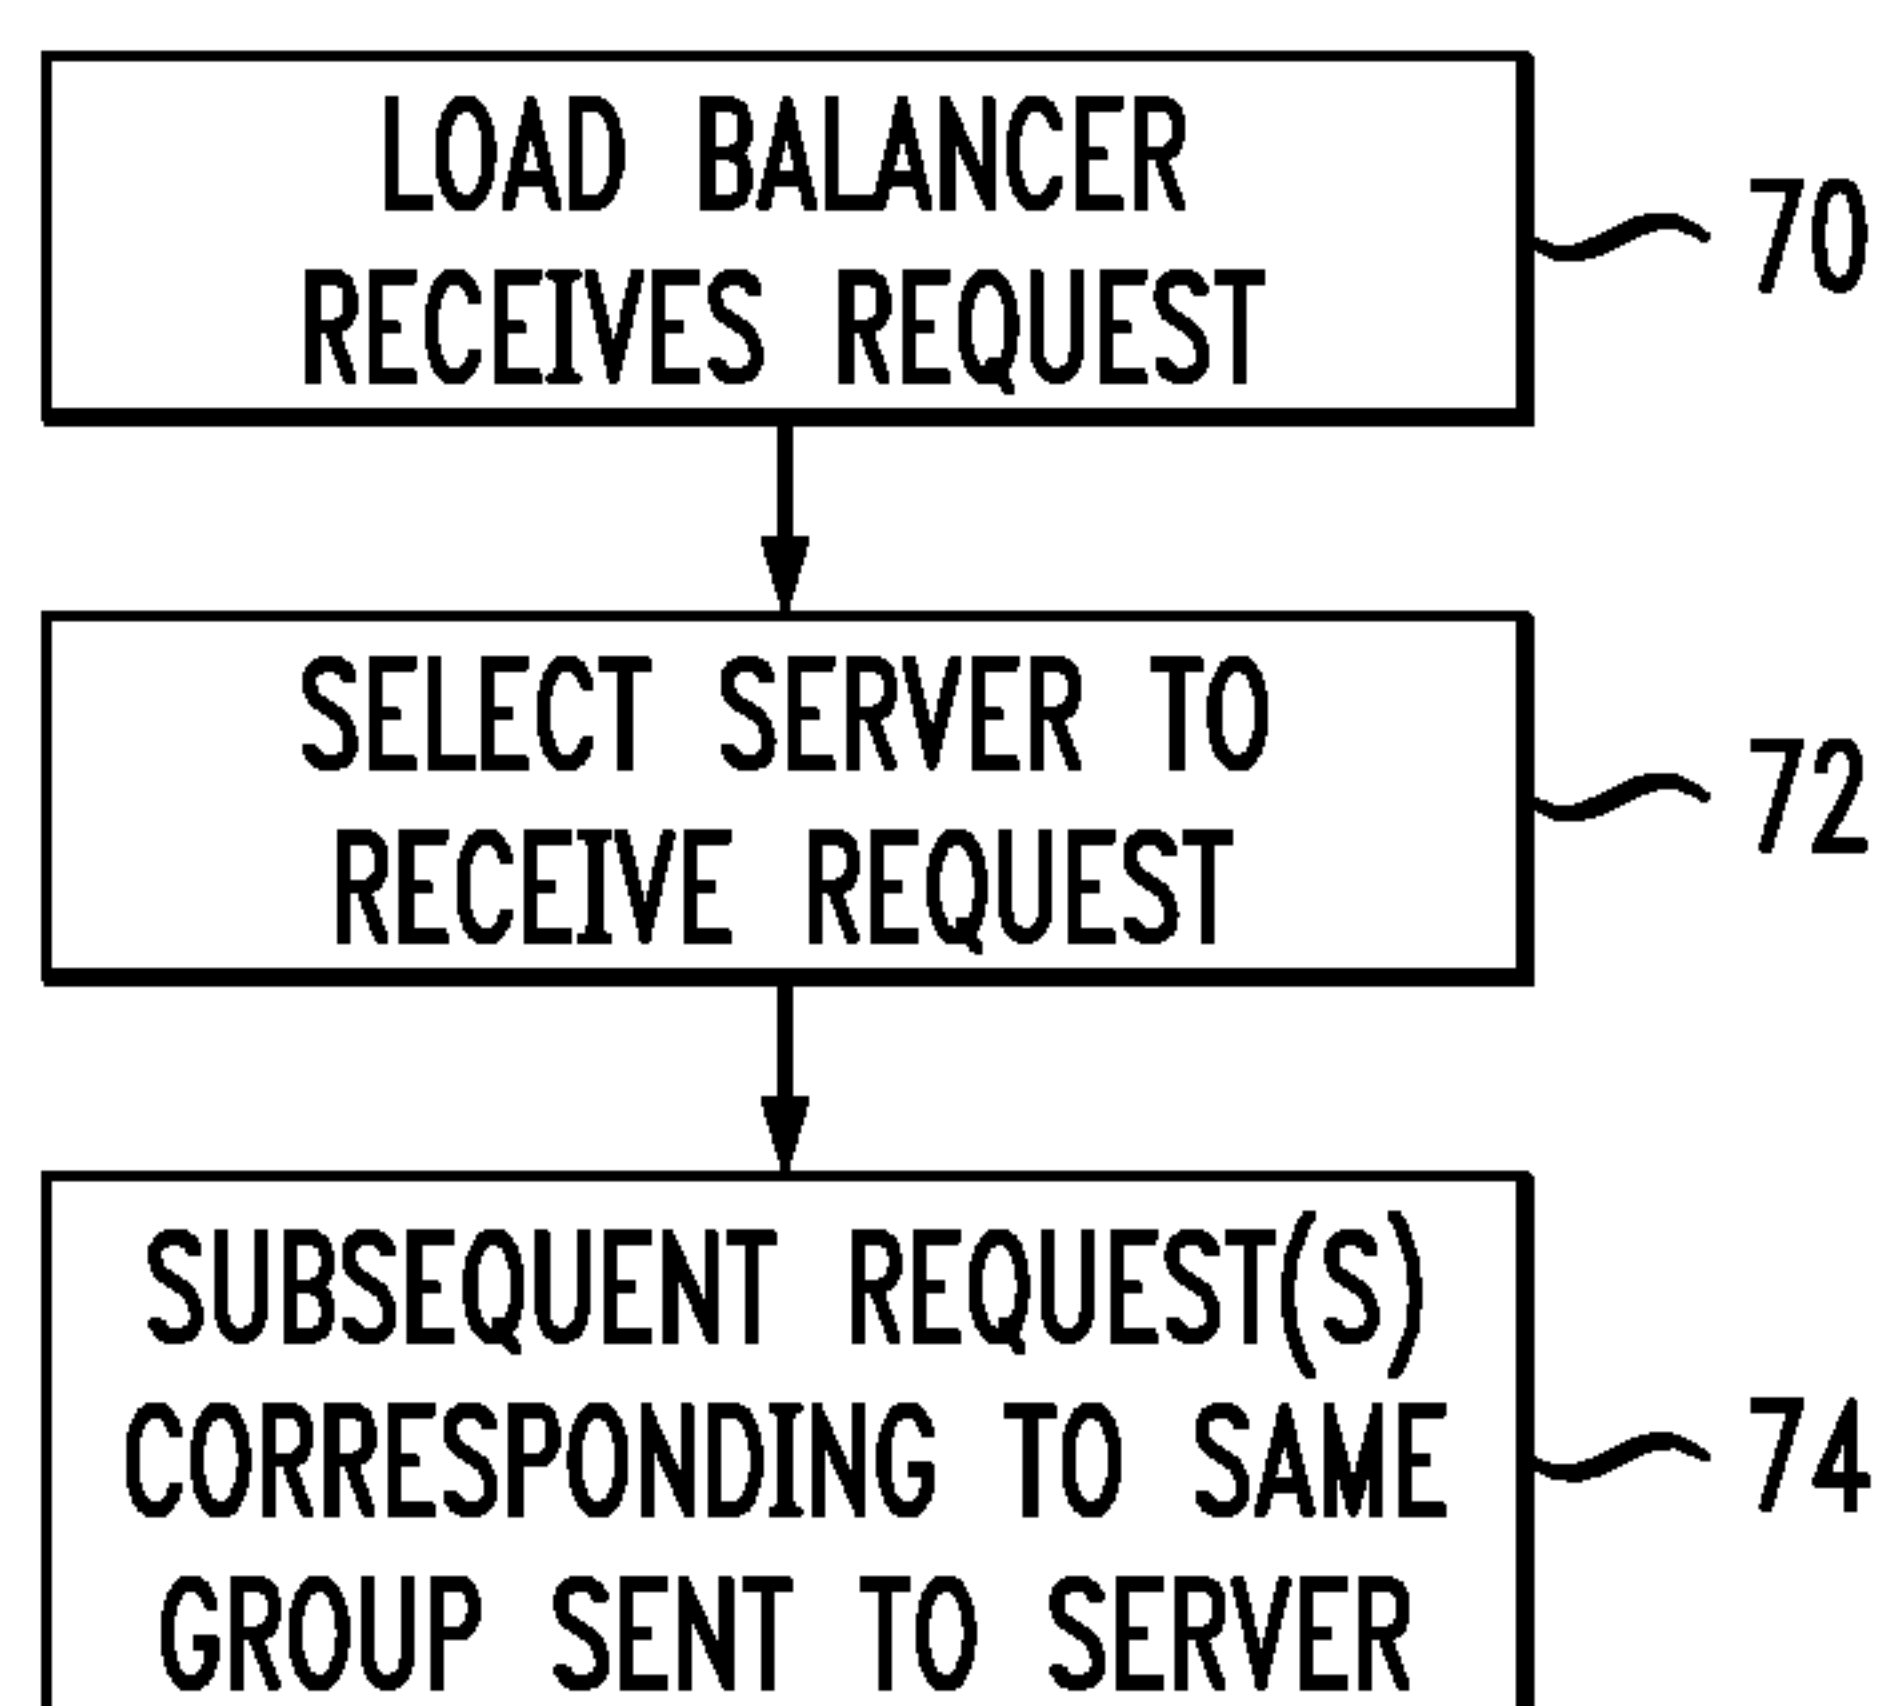 LOAD BALANCER
RECEIVES REQUEST
70
SELECT SERVER TO
RECEIVE REQUEST
72
SUBSEQUENT REQUEST(S)
CORRESPONDING TO SAME
GROUP SENT TO SERVER
74